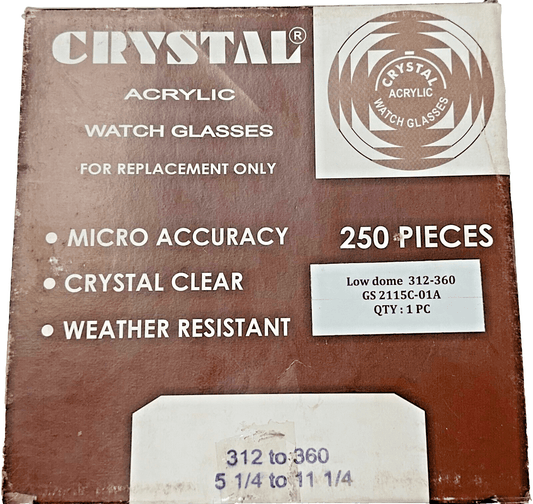 CRYSTAL®
ACRYLIC
WATCH GLASSES
FOR REPLACEMENT ONLY
CRYSTAL
ACRYLIC
WATCH GLASSES
• MICRO ACCURACY
• CRYSTAL CLEAR
• WEATHER RESISTANT
250 PIECES
Low dome 312-360
GS 2115C-01A
QTY : 1 PC
312 to 360
5 1/4 to 11 1/4